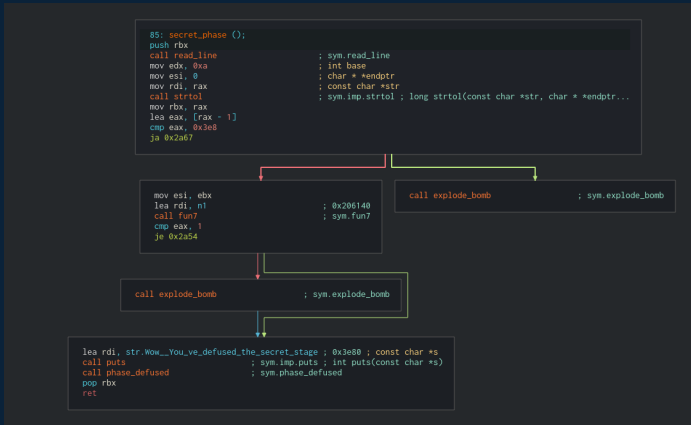 85: secret_phase ();
push rbx
call read_line ; sym.read_line
mov edx, 0xa ; int base
mov esi, 0 ; char * *endptr
mov rdi, rax ; const char *str
call strtol ; sym.imp.strtol ; long strtol(const char *str, char * *endptr...
mov rbx, rax
lea eax, [rax - 1]
cmp eax, 0x3e8
ja 0x2a67
mov esi, ebx
lea rdi, n1 ; 0x206140
call fun7 ; sym.fun7
cmp eax, 1
je 0x2a54
call explode_bomb ; sym.explode_bomb
call explode_bomb ; sym.explode_bomb
lea rdi, str.Wow__You_ve_defused_the_secret_stage ; 0x3e80 ; const char *s
call puts ; sym.imp.puts ; int puts(const char *s)
call phase_defused ; sym.phase_defused
pop rbx
ret